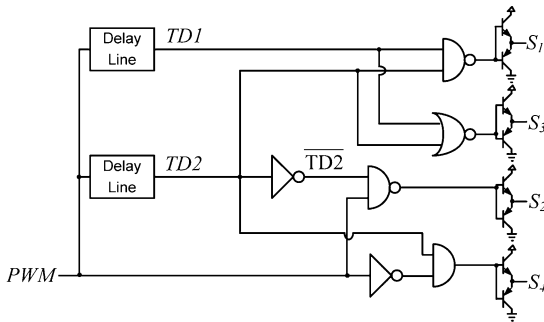 Delay
Line
TD1
S1
S3
Delay
Line
TD2
TD2
S2
PWM
S4